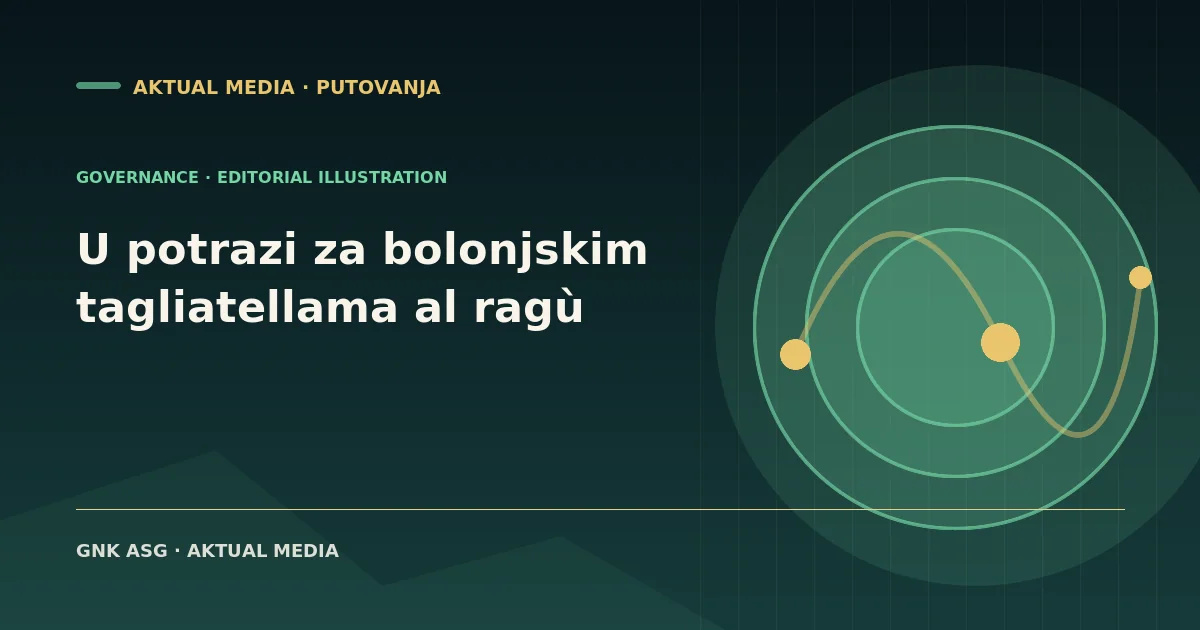 AKTUAL MEDIA · PUTOVANJA
GOVERNANCE · EDITORIAL ILLUSTRATION
U potrazi za bolonjskim
tagliatellama al ragù
GNK ASG · AKTUAL MEDIA